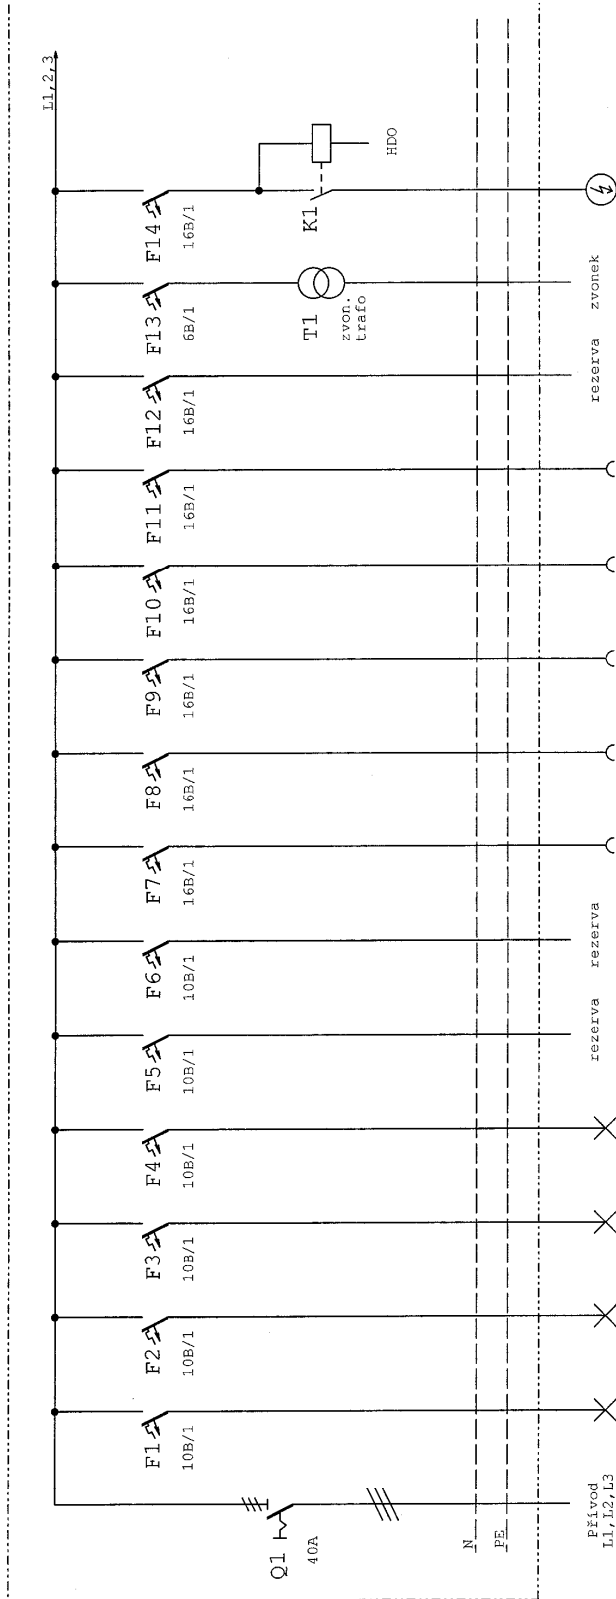 L1,2,3
Q1
40A
F1
10B/1
F2
10B/1
F3
10B/1
F4
10B/1
F5
10B/1
F6
10B/1
F7
16B/1
F8
16B/1
F9
16B/1
F10
16B/1
F11
16B/1
F12
16B/1
F13
6B/1
F14
16B/1
T1
zvon.
trafo
K1
HDO
N
PE
Přívod
L1,L2,L3
rezerva
rezerva
rezerva
zvonek